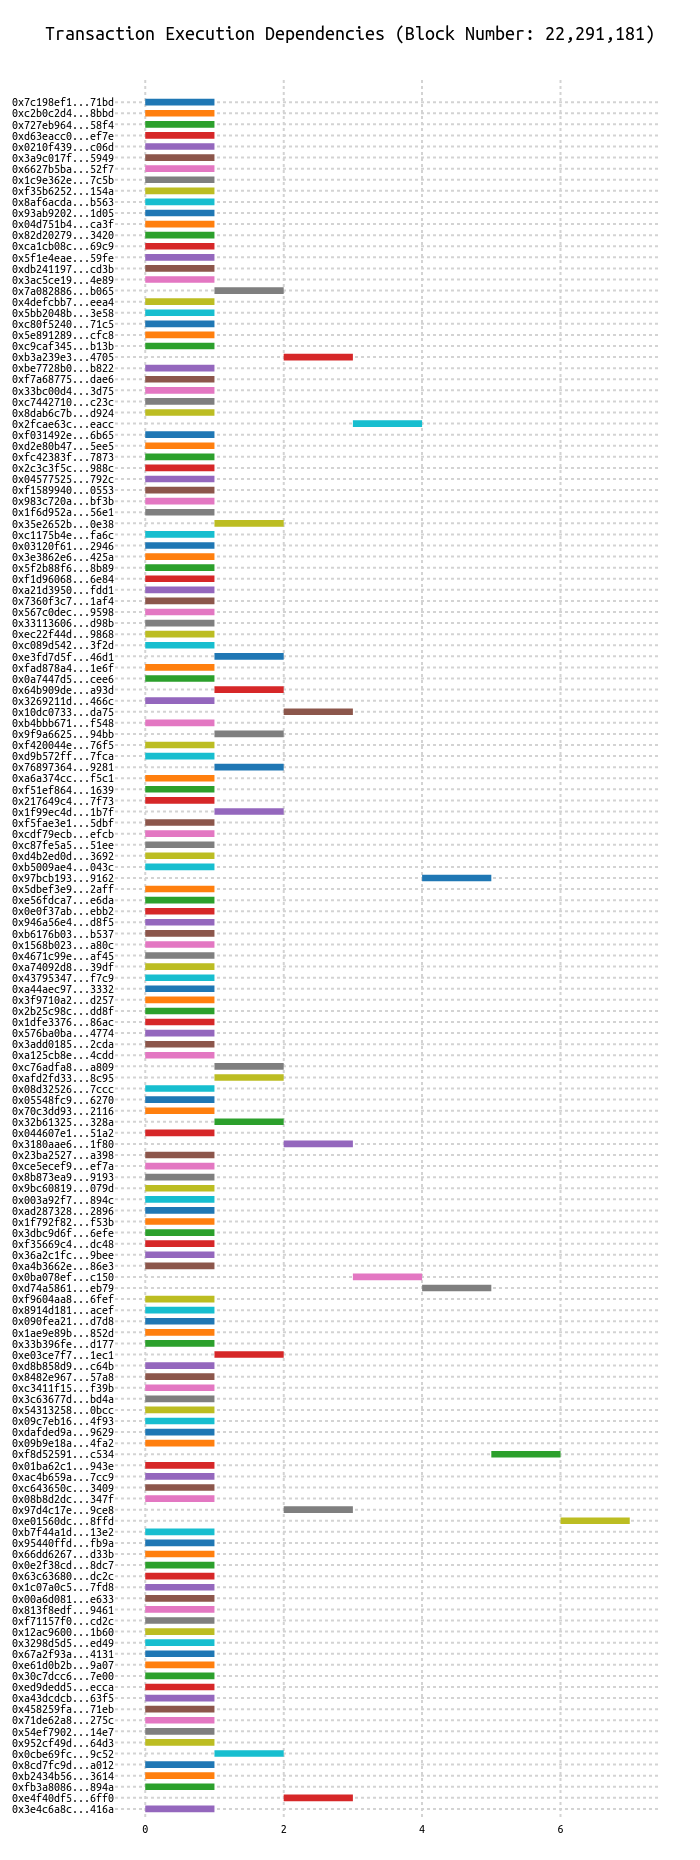 Transaction Execution Dependencies (Block Number: 22,291,181)
0x7c198ef1...71bd
0xc2b0c2d4...8bbd
0x727eb964...58f4
0xd63eacc0...ef7e
0x0210f439...c06d
0x3a9c017f...5949
0x6627b5ba...52f7
0x1c9e362e...7c5b
0xf35b6252...154a
0x8af6acda...b563
0x93ab9202...1d05
0x04d751b4...ca3f
0x82d20279...3420
0xca1cb08c...69c9
0x5f1e4eae...59fe
0xdb241197...cd3b
0x3ac5ce19...4e89
0x7a082886...b065
0x4defcbb7...eea4
0x5bb2048b...3e58
0xc80f5240...71c5
0x5e891289...cfc8
0xc9caf345...b13b
0xb3a239e3...4705
0xbe7728b0...b822
0xf7a68775...dae6
0x33bc00d4...3d75
0xc7442710...c23c
0x8dab6c7b...d924
0x2fcae63c...eacc
0xf031492e...6b65
0xd2e80b47...5ee5
0xfc42383f...7873
0x2c3c3f5c...988c
0x04577525...792c
0xf1589940...0553
0x983c720a...bf3b
0x1f6d952a...56e1
0x35e2652b...0e38
0xc1175b4e...fa6c
0x03120f61...2946
0x3e3862e6...425a
0x5f2b88f6...8b89
0xf1d96068...6e84
0xa21d3950...fdd1
0x7360f3c7...1af4
0x567c0dec...9598
0x33113606...d98b
0xec22f44d...9868
0xc089d542...3f2d
0xe3fd7d5f...46d1
0xfad878a4...1e6f
0x0a7447d5...cee6
0x64b909de...a93d
0x3269211d...466c
0x10dc0733...da75
0xb4bbb671...f548
0x9f9a6625...94bb
0xf420044e...76f5
0xd9b572ff...7fca
0x76897364...9281
0xa6a374cc...f5c1
0xf51ef864...1639
0x217649c4...7f73
0x1f99ec4d...1b7f
0xf5fae3e1...5dbf
0xcdf79ecb...efcb
0xc87fe5a5...51ee
0xd4b2ed0d...3692
0xb5009ae4...043c
0x97bcb193...9162
0x5dbef3e9...2aff
0xe56fdca7...e6da
0x0e0f37ab...ebb2
0x946a56e4...d8f5
0xb6176b03...b537
0x1568b023...a80c
0x4671c99e...af45
0xa74092d8...39df
0x43795347...f7c9
0xa44aec97...3332
0x3f9710a2...d257
0x2b25c98c...dd8f
0x1dfe3376...86ac
0x576ba0ba...4774
0x3add0185...2cda
0xa125cb8e...4cdd
0xc76adfa8...a809
0xafd2fd33...8c95
0x08d32526...7ccc
0x05548fc9...6270
0x70c3dd93...2116
0x32b61325...328a
0x044607e1...51a2
0x3180aae6...1f80
0x23ba2527...a398
0xce5ecef9...ef7a
0x8b873ea9...9193
0x9bc60819...079d
0x003a92f7...894c
0xad287328...2896
0x1f792f82...f53b
0x3dbc9d6f...6efe
0xf35669c4...dc48
0x36a2c1fc...9bee
0xa4b3662e...86e3
0x0ba078ef...c150
0xd74a5861...eb79
0xf9604aa8...6fef
0x8914d181...acef
0x090fea21...d7d8
0x1ae9e89b...852d
0x33b396fe...d177
0xe03ce7f7...1ec1
0xd8b858d9...c64b
0x8482e967...57a8
0xc3411f15...f39b
0x3c63677d...bd4a
0x54313258...0bcc
0x09c7eb16...4f93
0xdafded9a...9629
0x09b9e18a...4fa2
0xf8d52591...c534
0x01ba62c1...943e
0xac4b659a...7cc9
0xc643650c...3409
0x08b8d2dc...347f
0x97d4c17e...9ce8
0xe01560dc...8ffd
0xb7f44a1d...13e2
0x95440ffd...fb9a
0x66dd6267...d33b
0x0e2f38cd...8dc7
0x63c63680...dc2c
0x1c07a0c5...7fd8
0x00a6d081...e633
0x813f8edf...9461
0xf71157f0...cd2c
0x12ac9600...1b60
0x3298d5d5...ed49
0x67a2f93a...4131
0xe61d0b2b...9a07
0x30c7dcc6...7e00
0xed9dedd5...ecca
0xa43dcdcb...63f5
0x458259fa...71eb
0x71de62a8...275c
0x54ef7902...14e7
0x952cf49d...64d3
0x0cbe69fc...9c52
0x8cd7fc9d...a012
0xb2434b56...3614
0xfb3a8086...894a
0xe4f40df5...6ff0
0x3e4c6a8c...416a
0 2 4 6